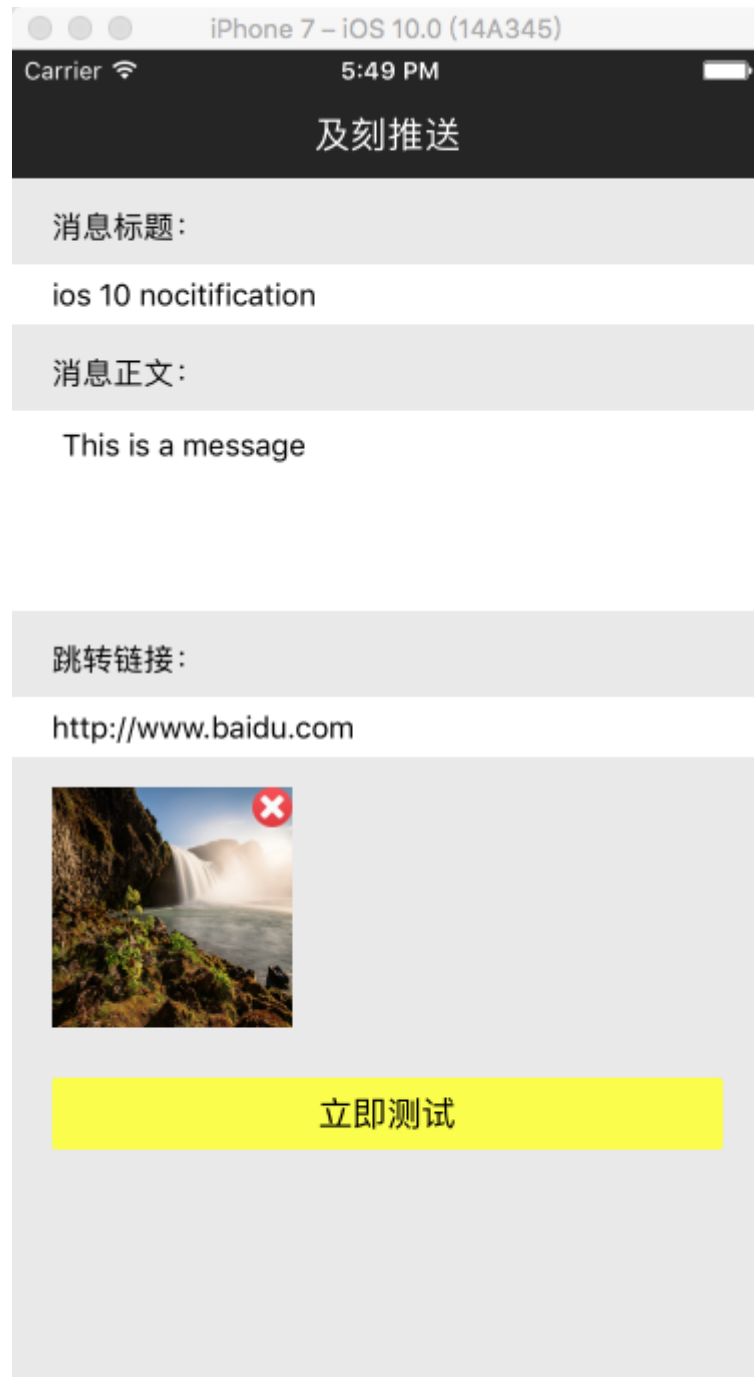 iPhone 7 – iOS 10.0 (14A345)
Carrier 5:49 PM
及刻推送
消息标题：
ios 10 nocitification
消息正文：
This is a message
跳转链接：
http://www.baidu.com
立即测试